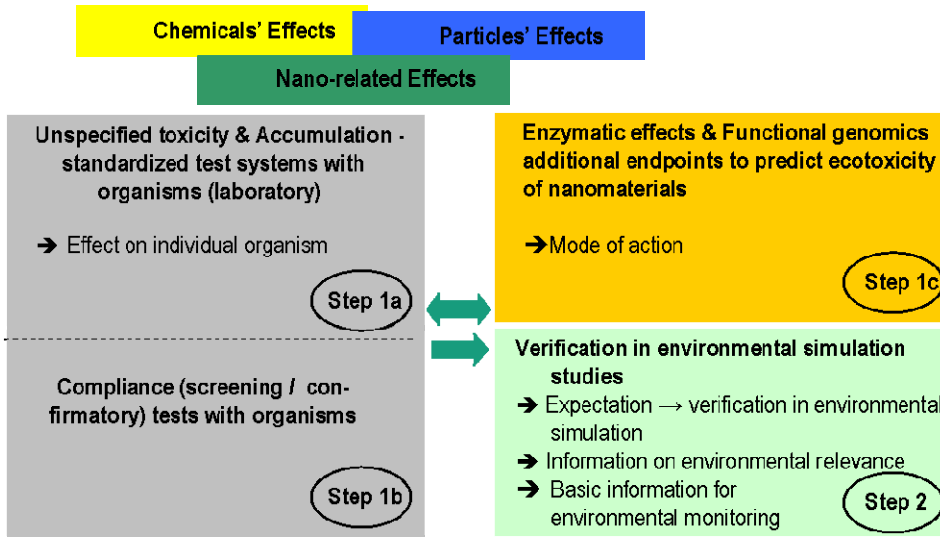 Chemicals' Effects
Particles' Effects
Nano-related Effects
Unspecified toxicity & Accumulation -
standardized test systems with
organisms (laboratory)
➔ Effect on individual organism
Step 1a
Compliance (screening / con-
firmatory) tests with organisms
Step 1b
Enzymatic effects & Functional genomics
additional endpoints to predict ecotoxicity
of nanomaterials
➔Mode of action
Step 1c
Verification in environmental simulation
studies
➔ Expectation → verification in environmental
simulation
➔ Information on environmental relevance
➔ Basic information for
environmental monitoring
Step 2